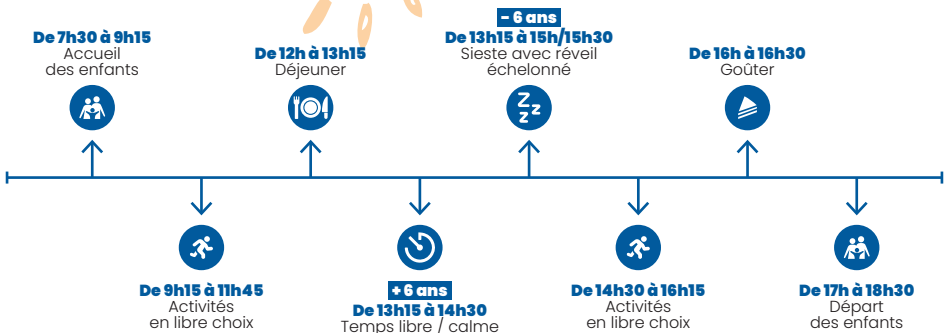 De 7h30 à 9h15
Accueil
des enfants
De 9h15 à 11h45
Activités
en libre choix
De 12h à 13h15
Déjeuner
+ 6 ans
De 13h15 à 14h30
Temps libre / calme
- 6 ans
De 13h15 à 15h/15h30
Sieste avec réveil
échelonné
Z
Z
Z
Z
De 14h30 à 16h15
Activités
en libre choix
De 16h à 16h30
Goûter
De 17h à 18h30
Départ
des enfants